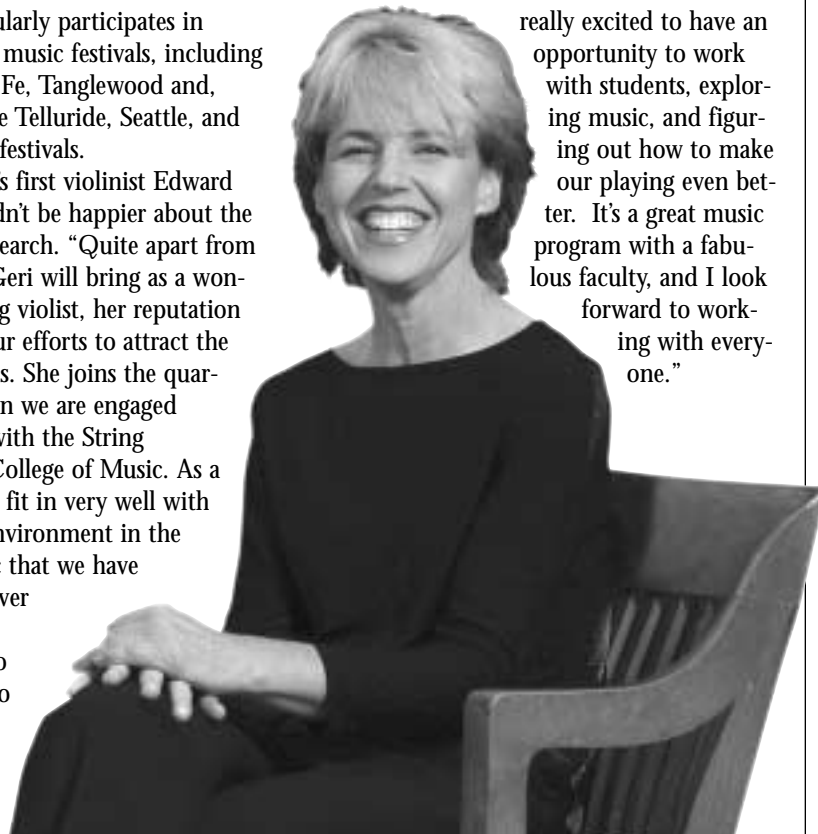 ularly participates in
music festivals, including
Fe, Tanglewood and,
e Telluride, Seattle, and
festivals.
s first violinist Edward
dn't be happier about the
earch. “Quite apart from
Geri will bring as a won-
g violist, her reputation
ur efforts to attract the
s. She joins the quar-
n we are engaged
with the String
College of Music. As a
fit in very well with
nvironment in the
c that we have
ver
o
o
really excited to have an
opportunity to work
with students, explor-
ing music, and figur-
ing out how to make
our playing even bet-
ter. It's a great music
program with a fabu-
lous faculty, and I look
forward to work-
ing with every-
one.”